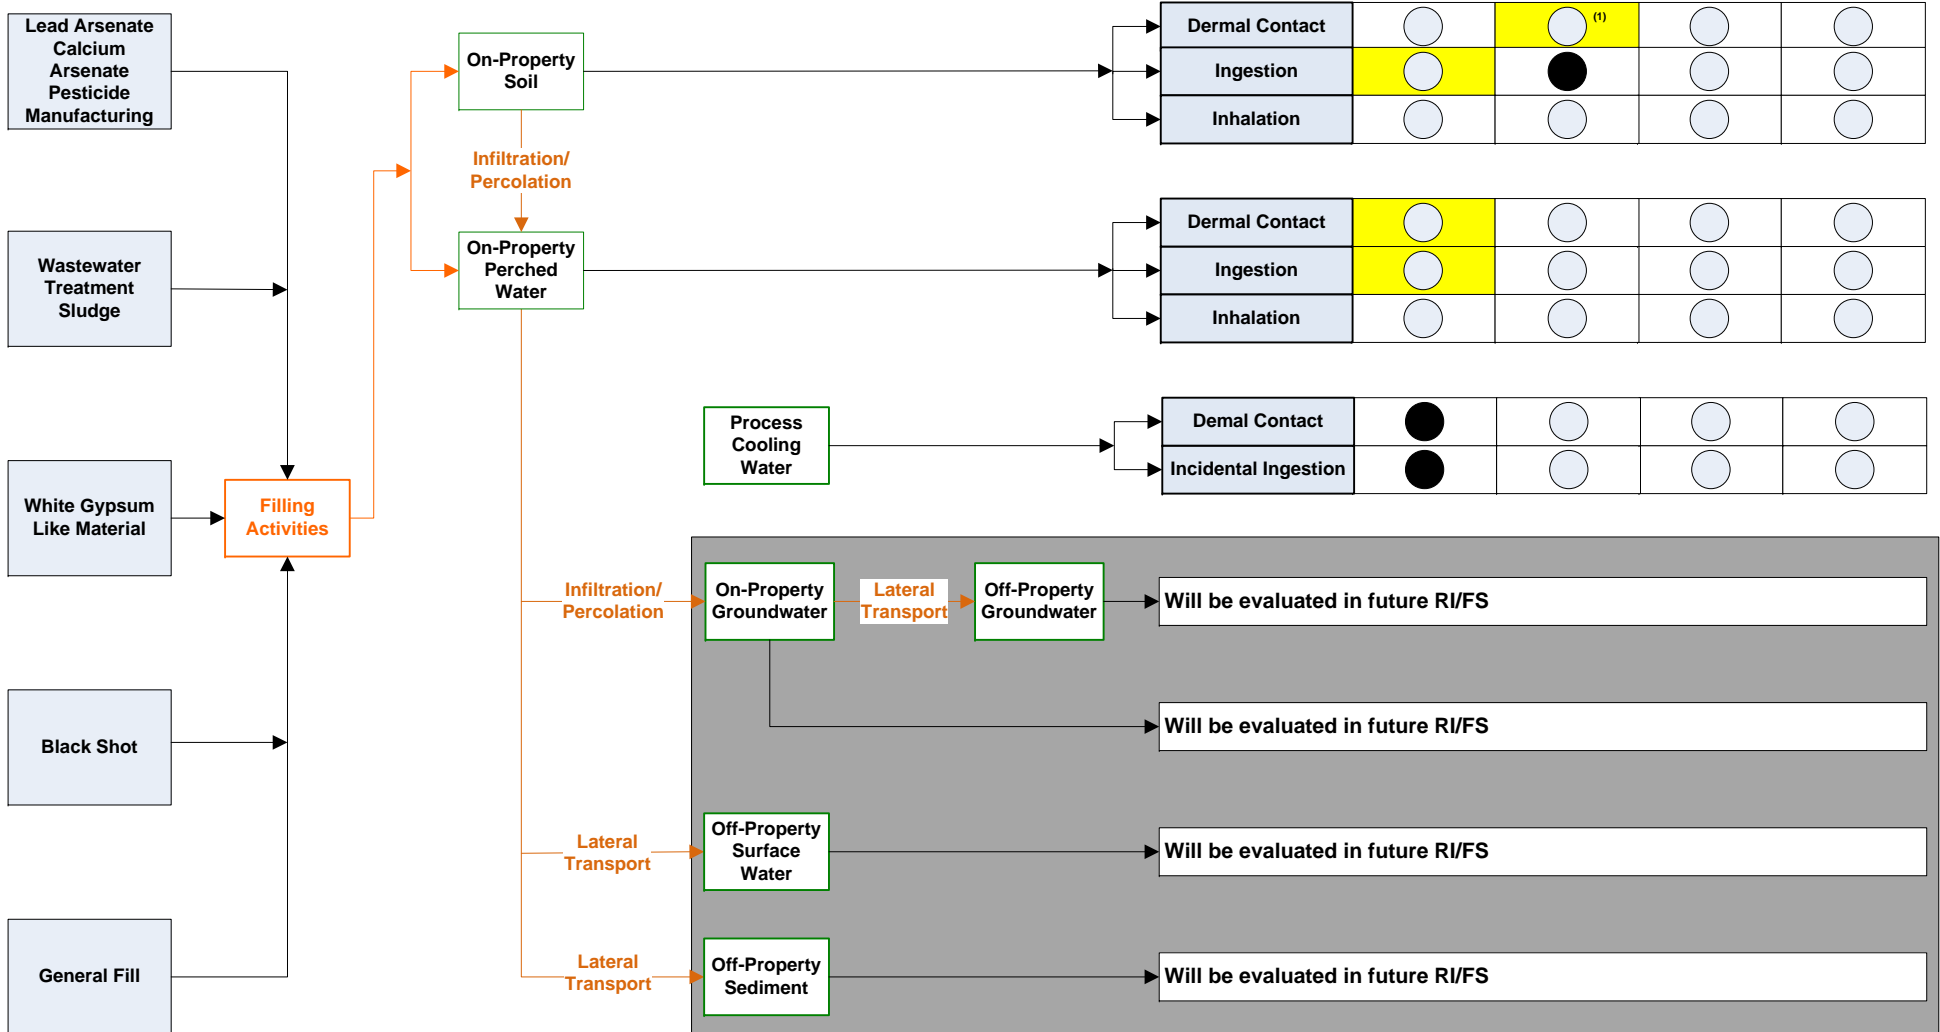 Lead Arsenate
Calcium
Arsenate
Pesticide
Manufacturing
Wastewater
Treatment
Sludge
White Gypsum
Like Material
Black Shot
General Fill
Filling
Activities
On-Property
Soil
Infiltration/
Percolation
On-Property
Perched
Water
Dermal Contact
(1)
Ingestion
Inhalation
Dermal Contact
Ingestion
Inhalation
Process
Cooling
Water
Demal Contact
Incidental Ingestion
Infiltration/
Percolation
On-Property
Groundwater
Lateral
Transport
Off-Property
Groundwater
Will be evaluated in future RI/FS
Will be evaluated in future RI/FS
Lateral
Transport
Off-Property
Surface
Water
Will be evaluated in future RI/FS
Lateral
Transport
Off-Property
Sediment
Will be evaluated in future RI/FS